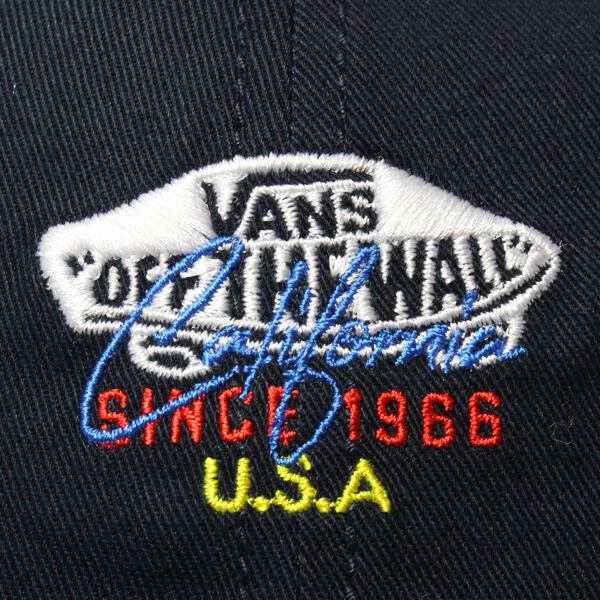 VANS
"OFF THE WALL"
California
SINCE 1966
U.S.A